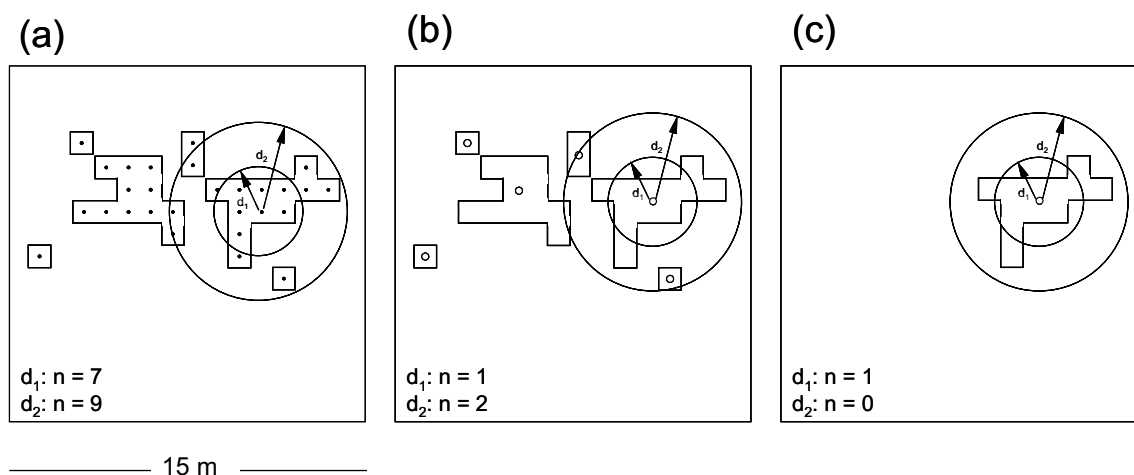 (a)
(b)
(c)
d₂
d₁
d₁: n = 7
d₂: n = 9
d₂
d₁
d₁: n = 1
d₂: n = 2
d₂
d₁
d₁: n = 1
d₂: n = 0
15 m